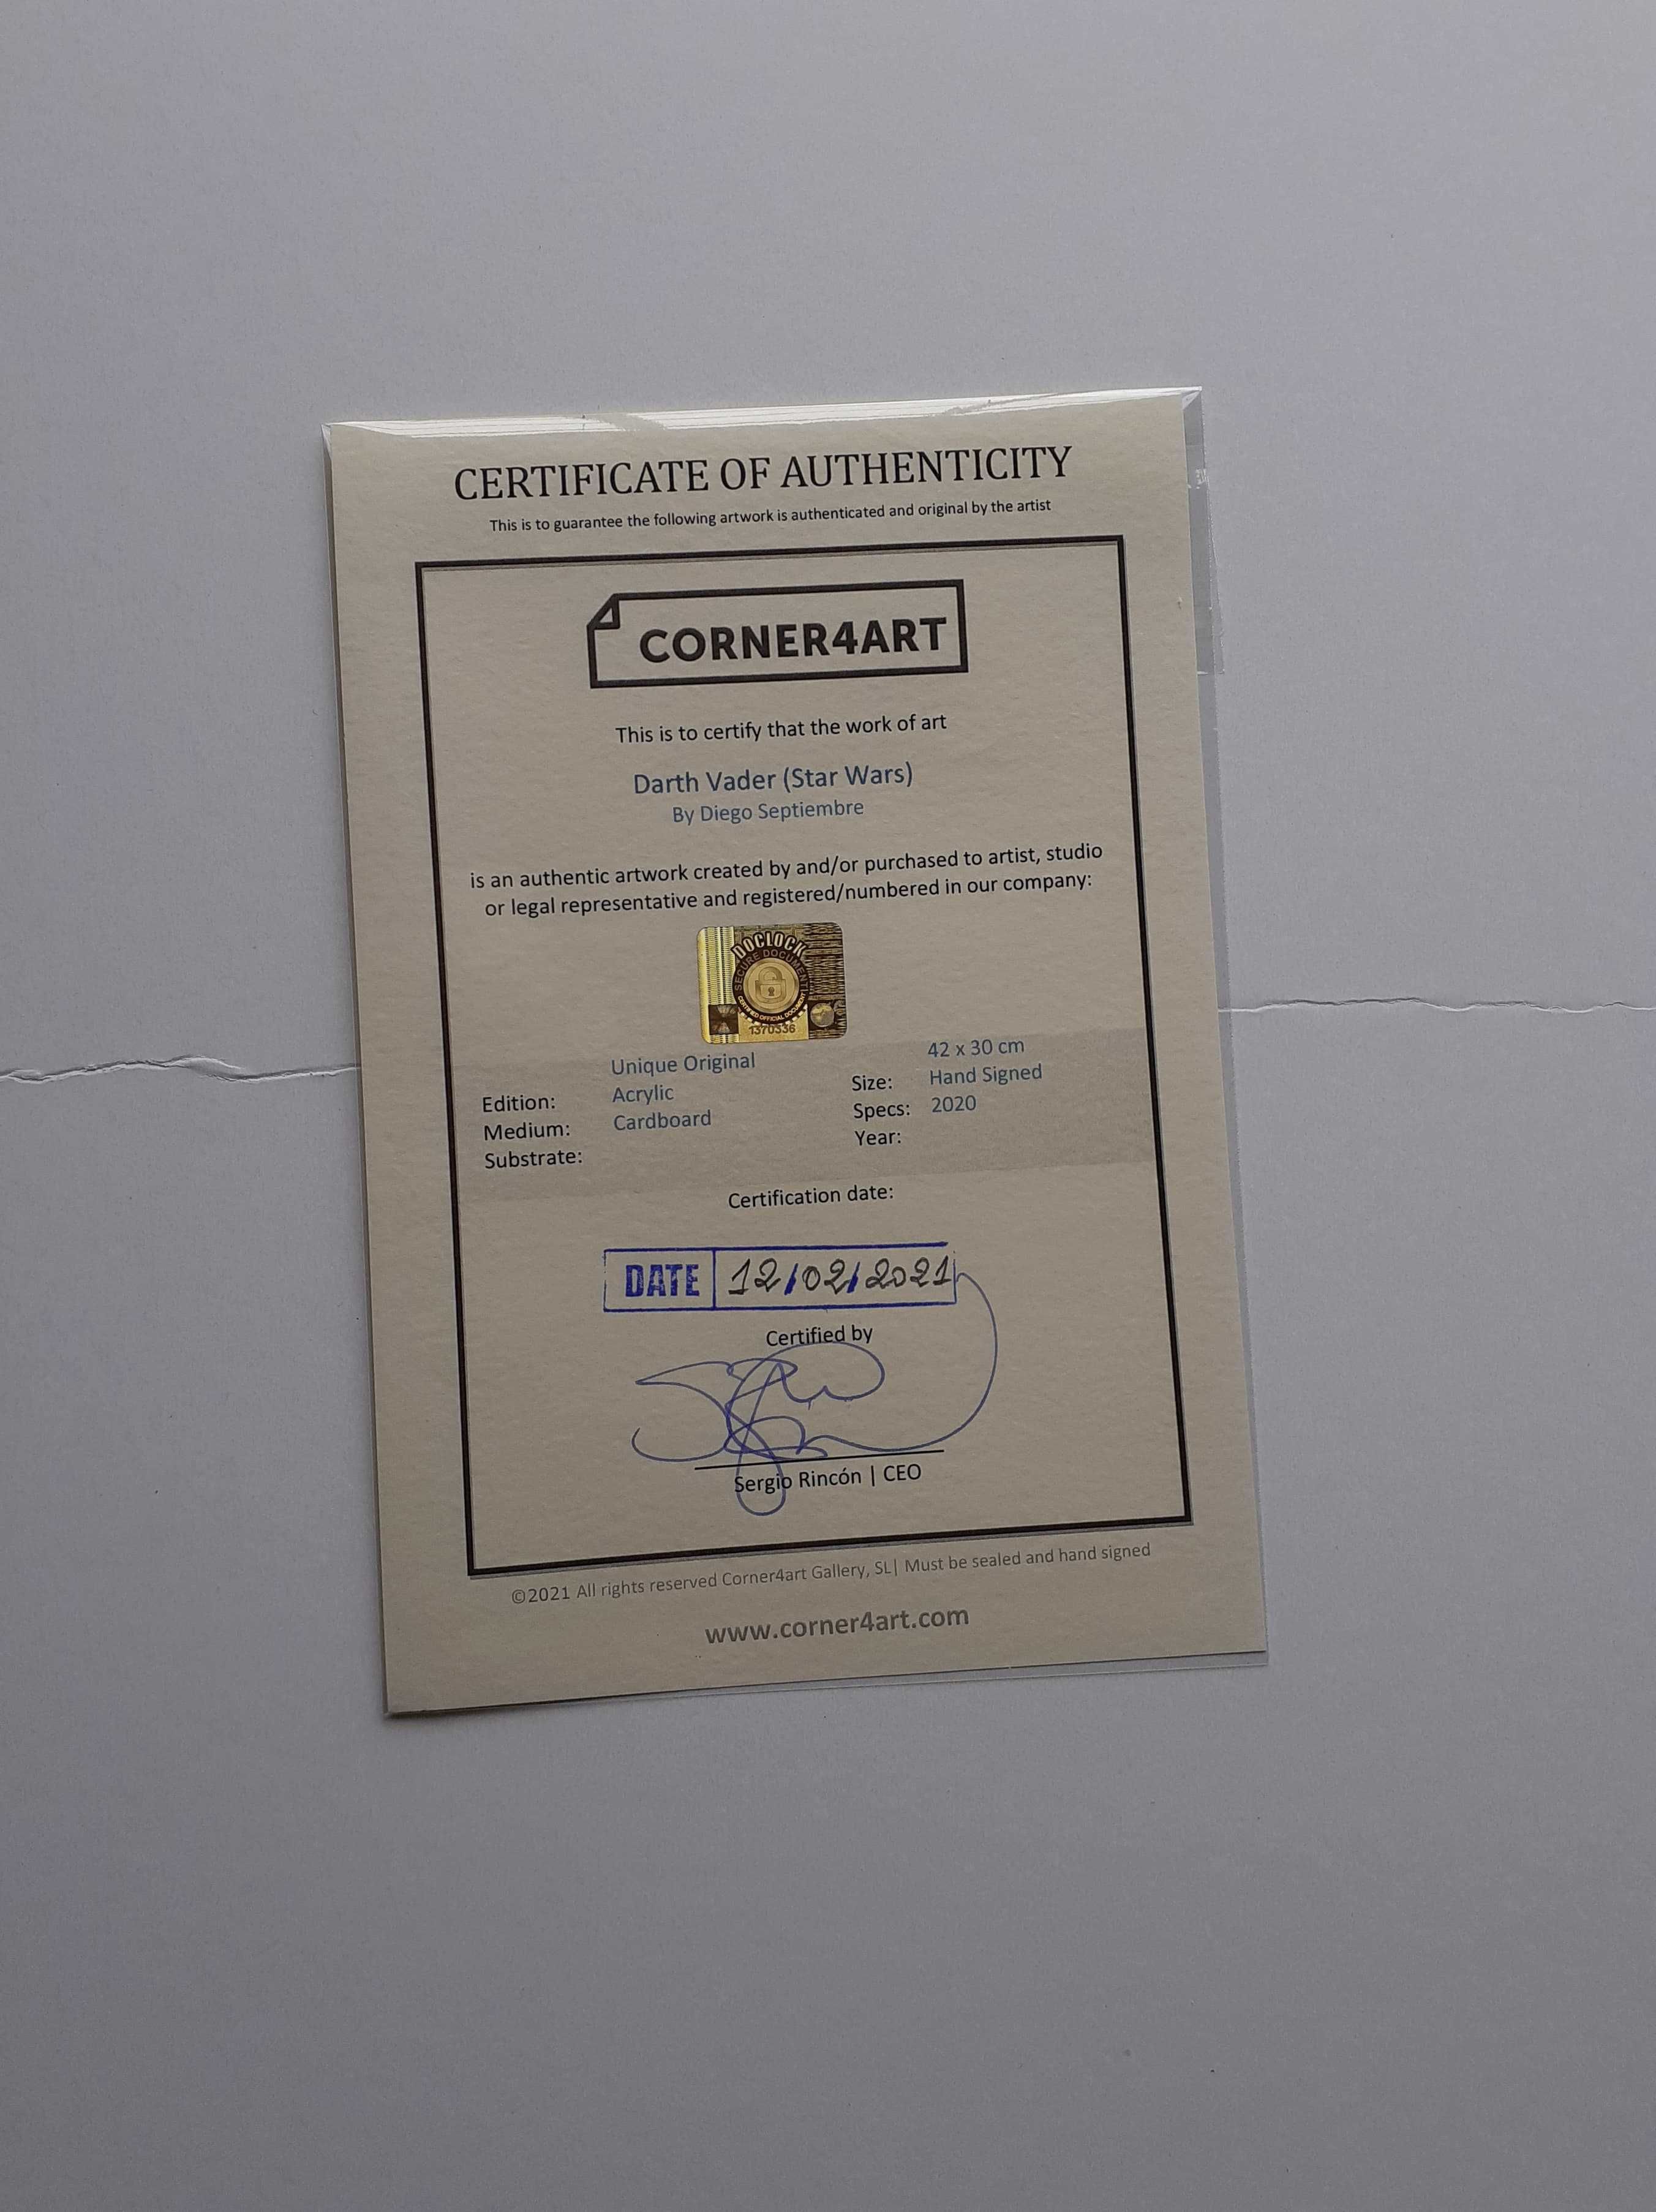 CERTIFICATE OF AUTHENTICITY
This is to guarantee the following artwork is authenticated and original by the artist
CORNER4ART
This is to certify that the work of art
Darth Vader (Star Wars)
By Diego Septiembre
is an authentic artwork created by and/or purchased to artist, studio
or legal representative and registered/numbered in our company:
DOCLOCK
SECURE DOCUMENT
CERTIFIED OFFICIAL DOCUMENT
1370336
Unique Original
Acrylic
Cardboard
Edition:
Medium:
Substrate:
42 x 30 cm
Hand Signed
2020
Size:
Specs:
Year:
Certification date:
DATE 12/02/2021
Certified by
Sergio Rincón | CEO
©2021 All rights reserved Corner4art Gallery, SL| Must be sealed and hand signed
www.corner4art.com